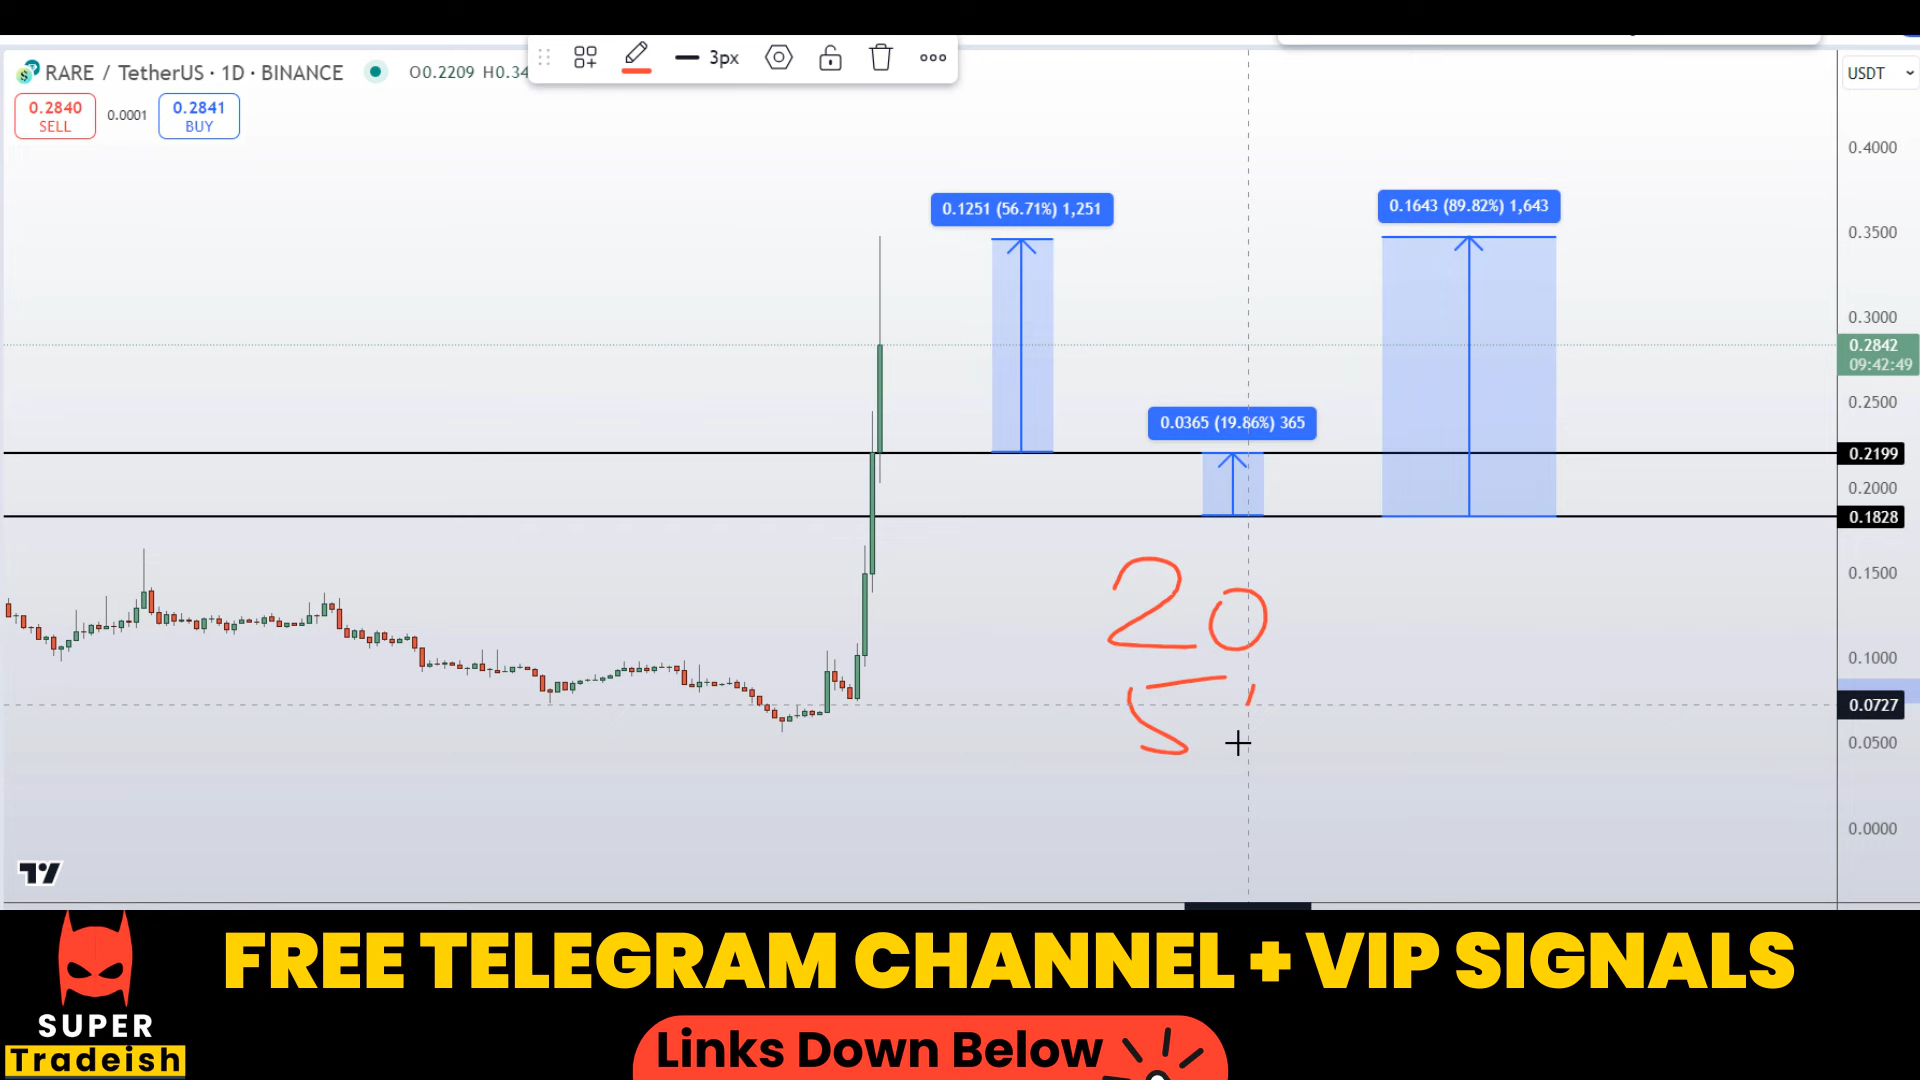 RARE / TetherUS · 1D · BINANCE O0.2209 H0.34
3px
USDT
0.2840
SELL
0.0001
0.2841
BUY
0.4000
0.3500
0.3000
0.2842
09:42:49
0.2500
0.2199
0.2000
0.1828
0.1500
0.1000
0.0727
0.0500
0.0000
0.1251 (56.71%) 1,251
0.1643 (89.82%) 1,643
0.0365 (19.86%) 365
20
5
FREE TELEGRAM CHANNEL + VIP SIGNALS
SUPER
Tradeish
Links Down Below